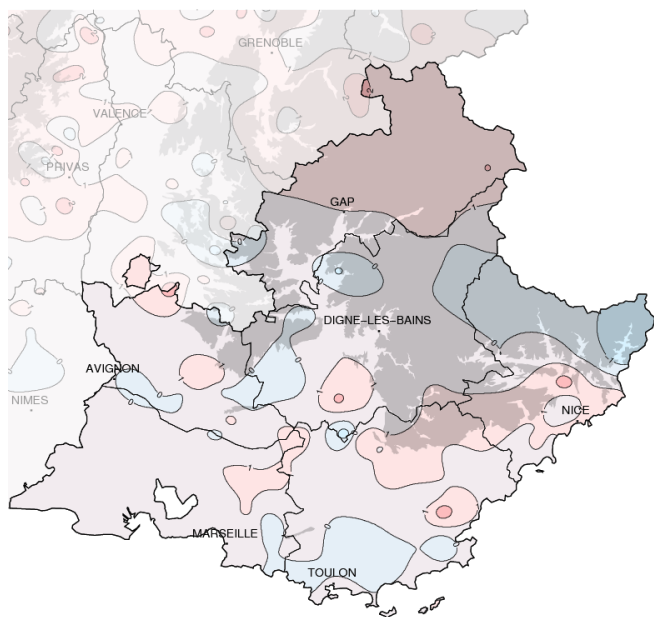 GRENOBLE
VALENCE
PRIVAS
GAP
DIGNE-LES-BAINS
AVIGNON
NIMES
NICE
MARSEILLE
TOULON